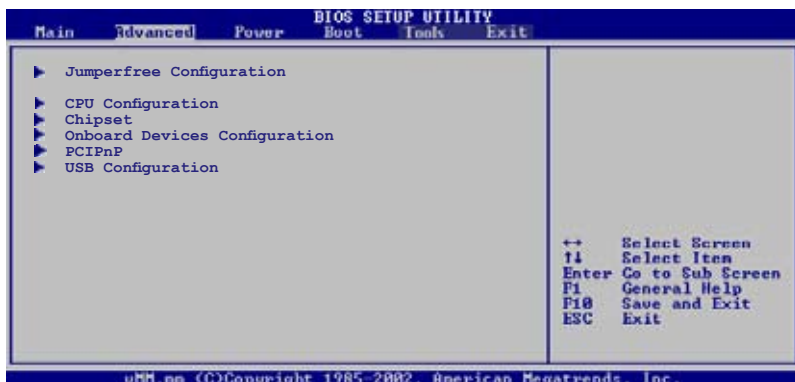 BIOS SETUP UTILITY
Main Advanced Power Boot Tools Exit
Jumperfree Configuration
CPU Configuration
Chipset
Onboard Devices Configuration
PCIPnP
USB Configuration
↔ Select Screen
↑↓ Select Item
Enter Go to Sub Screen
F1 General Help
F10 Save and Exit
ESC Exit
(C)Copyright 1985-2002, American Megatrends, Inc.